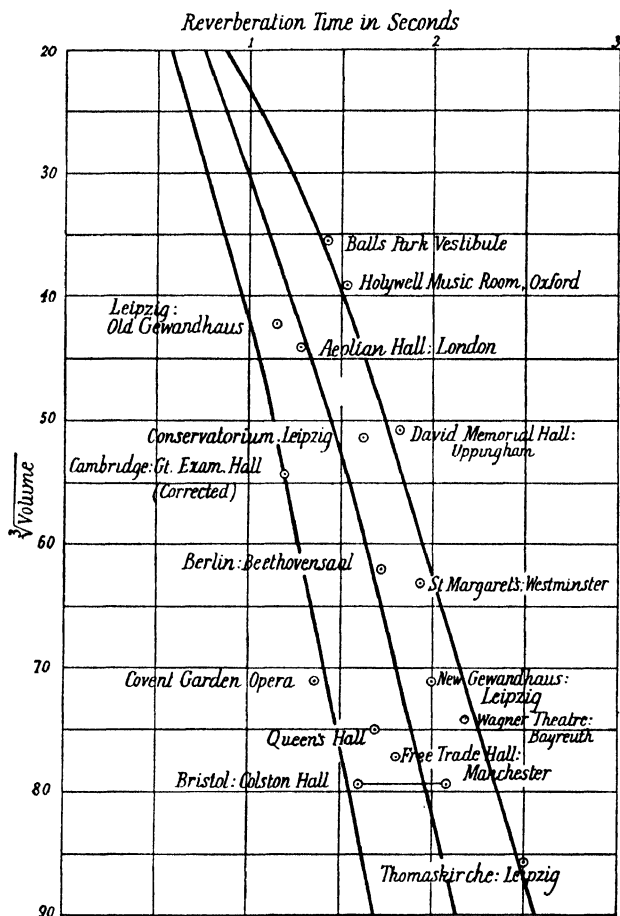 Reverberation Time in Seconds
1 2 3
20
30
Balls Park Vestibule
Holywell Music Room, Oxford
40
Leipzig:
Old Gewandhaus
Aeolian Hall: London
50
Conservatorium Leipzig
David Memorial Hall:
Uppingham
Cambridge: Gt. Exam. Hall
(Corrected)
∛Volume
60
Berlin: Beethovensaal
St Margaret's: Westminster
70
Covent Garden Opera
New Gewandhaus:
Leipzig
Wagner Theatre:
Bayreuth
Queen's Hall
Free Trade Hall:
Manchester
Bristol: Colston Hall
80
Thomaskirche: Leipzig
90